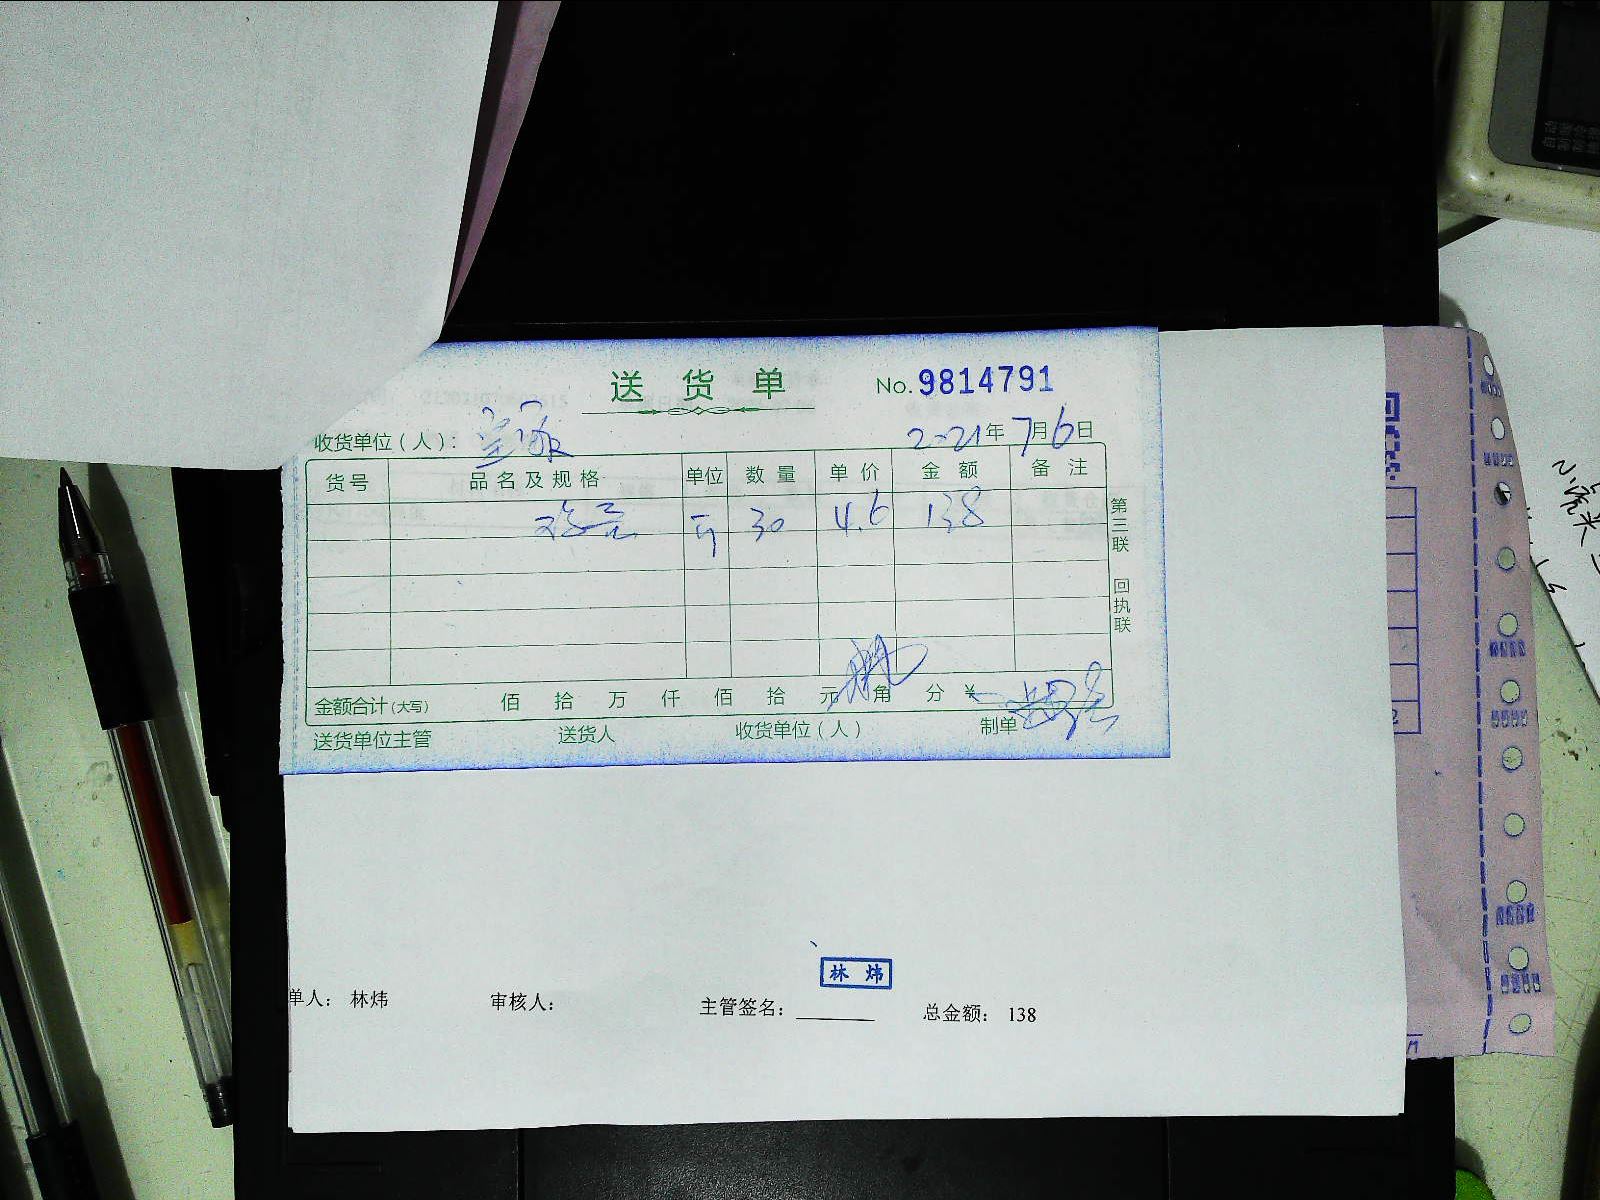 送货单 No. 9814791
收货单位(人): 2021年7月6日
货号 品名及规格 单位 数量 单价 金额 备注
斤 30 4.6 138
第三联 回执联
金额合计(大写) 佰 拾 万 仟 佰 拾 元 角 分 ¥
送货单位主管 送货人 收货单位(人) 制单
林炜
单人: 林炜 审核人: 主管签名: 总金额: 138